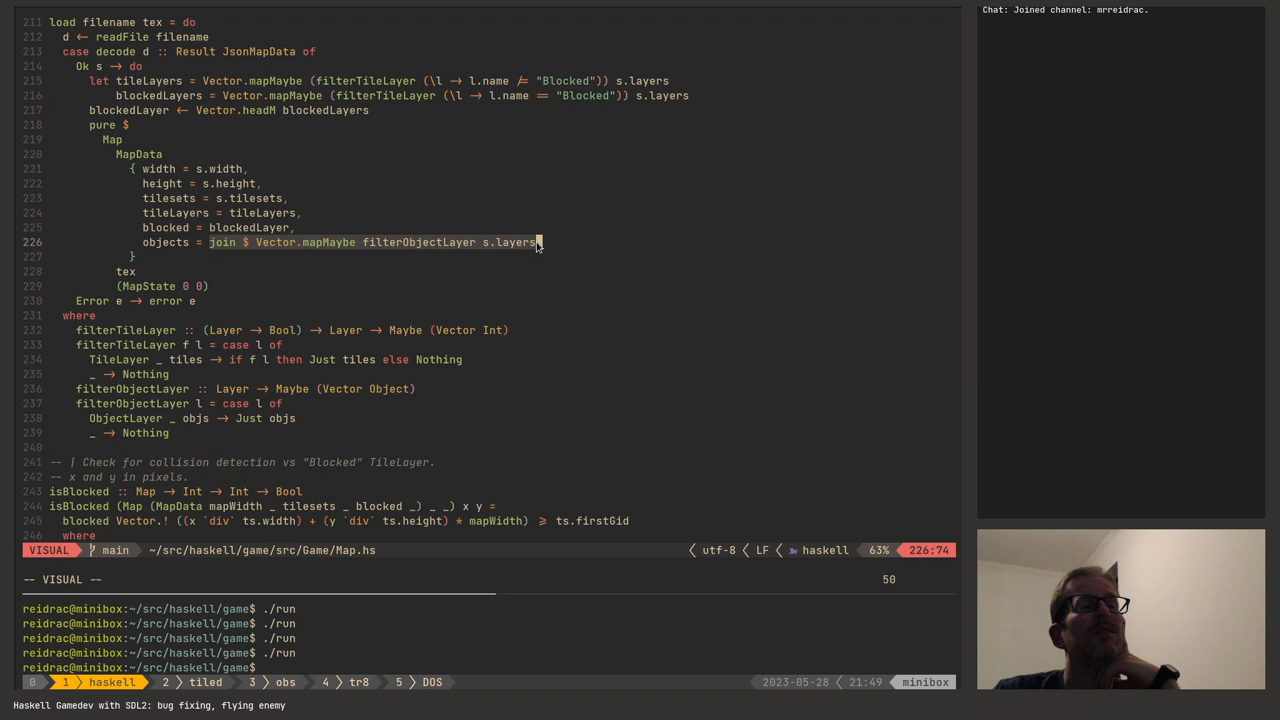 Chat: Joined channel: mrreidrac.
211 load filename tex = do
212   d <- readFile filename
213   case decode d :: Result JsonMapData of
214     Ok s -> do
215       let tileLayers = Vector.mapMaybe (filterTileLayer (\l -> l.name /= "Blocked")) s.layers
216           blockedLayers = Vector.mapMaybe (filterTileLayer (\l -> l.name == "Blocked")) s.layers
217       blockedLayer <- Vector.headM blockedLayers
218       pure $
219         Map
220           MapData
221             { width = s.width,
222               height = s.height,
223               tilesets = s.tilesets,
224               tileLayers = tileLayers,
225               blocked = blockedLayer,
226               objects = join $ Vector.mapMaybe filterObjectLayer s.layers
227             }
228           tex
229           (MapState 0 0)
230     Error e -> error e
231   where
232     filterTileLayer :: (Layer -> Bool) -> Layer -> Maybe (Vector Int)
233     filterTileLayer f l = case l of
234       TileLayer _ tiles -> if f l then Just tiles else Nothing
235       _ -> Nothing
236     filterObjectLayer :: Layer -> Maybe (Vector Object)
237     filterObjectLayer l = case l of
238       ObjectLayer _ objs -> Just objs
239       _ -> Nothing
240
241 -- | Check for collision detection vs "Blocked" TileLayer.
242 -- x and y in pixels.
243 isBlocked :: Map -> Int -> Int -> Bool
244 isBlocked (Map (MapData mapWidth _ tilesets _ blocked _) _ _) x y =
245   blocked Vector.! ((x `div` ts.width) + (y `div` ts.height) * mapWidth) >= ts.firstGid
246   where
VISUAL main ~/src/haskell/game/src/Game/Map.hs utf-8 < LF < haskell 63% 226:74
-- VISUAL -- 50
reidrac@minibox:~/src/haskell/game$ ./run
reidrac@minibox:~/src/haskell/game$ ./run
reidrac@minibox:~/src/haskell/game$ ./run
reidrac@minibox:~/src/haskell/game$ ./run
reidrac@minibox:~/src/haskell/game$
0 1 haskell 2 tiled 3 obs 4 tr8 5 DOS 2023-05-28 21:49 minibox
Haskell Gamedev with SDL2: bug fixing, flying enemy